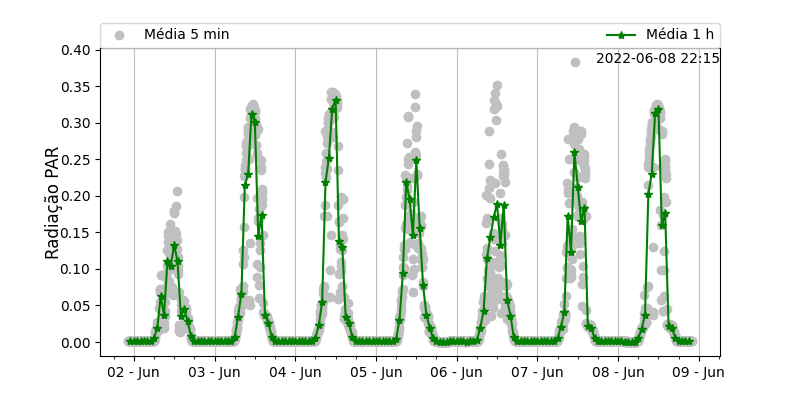 Média 5 min
Média 1 h
2022-06-08 22:15
Radiação PAR
0.40
0.35
0.30
0.25
0.20
0.15
0.10
0.05
0.00
02 - Jun
03 - Jun
04 - Jun
05 - Jun
06 - Jun
07 - Jun
08 - Jun
09 - Jun